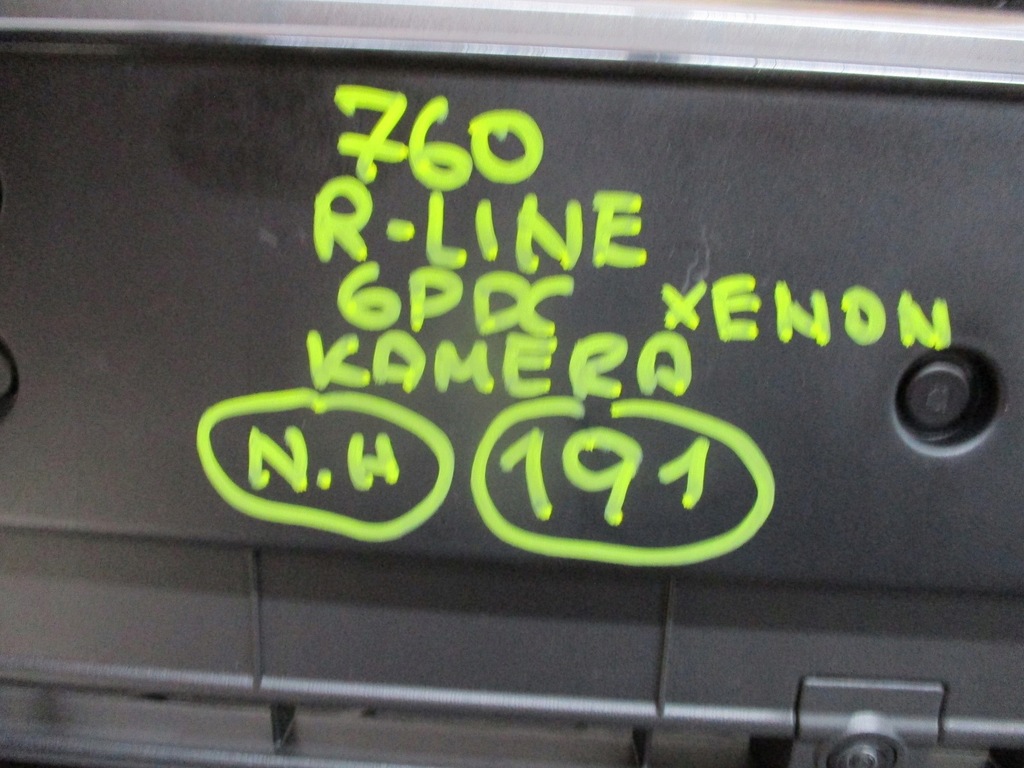 760
R-LINE
6PDC XENON
KAMERA
N.H 191